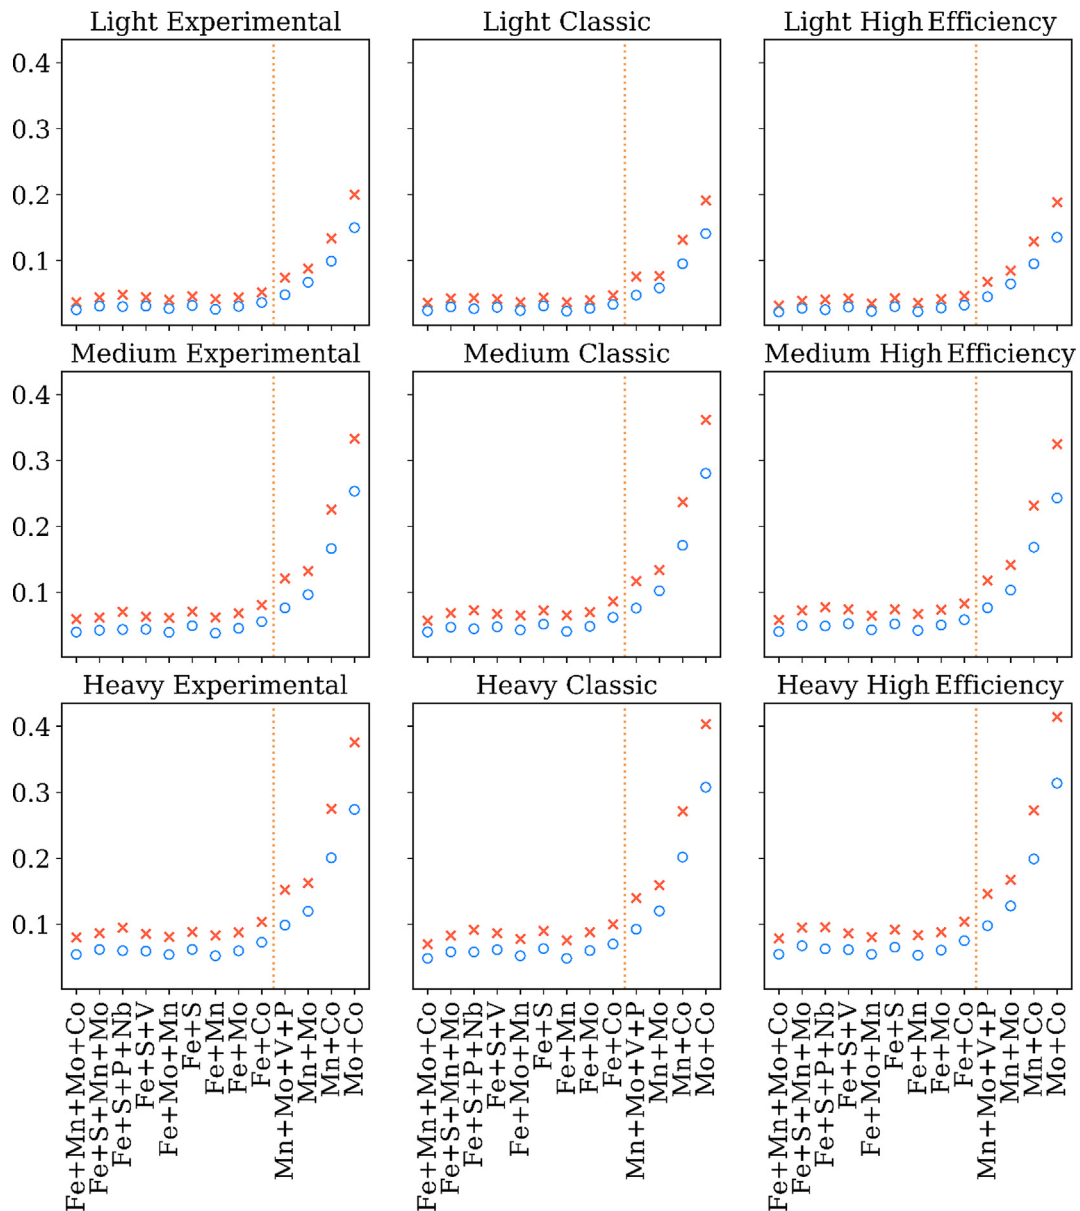 Light Experimental
Light Classic
Light High Efficiency
0.4
0.3
0.2
0.1
Medium Experimental
Medium Classic
Medium High Efficiency
0.4
0.3
0.2
0.1
Heavy Experimental
Heavy Classic
Heavy High Efficiency
0.4
0.3
0.2
0.1
Fe+Mn+Mo+Co
Fe+S+Mn+Mo
Fe+S+P+Nb
Fe+S+V
Fe+Mo+Mn
Fe+S
Fe+Mn
Fe+Mo
Fe+Co
Mn+Mo+V+P
Mn+Mo
Mn+Co
Mo+Co
Fe+Mn+Mo+Co
Fe+S+Mn+Mo
Fe+S+P+Nb
Fe+S+V
Fe+Mo+Mn
Fe+S
Fe+Mn
Fe+Mo
Fe+Co
Mn+Mo+V+P
Mn+Mo
Mn+Co
Mo+Co
Fe+Mn+Mo+Co
Fe+S+Mn+Mo
Fe+S+P+Nb
Fe+S+V
Fe+Mo+Mn
Fe+S
Fe+Mn
Fe+Mo
Fe+Co
Mn+Mo+V+P
Mn+Mo
Mn+Co
Mo+Co